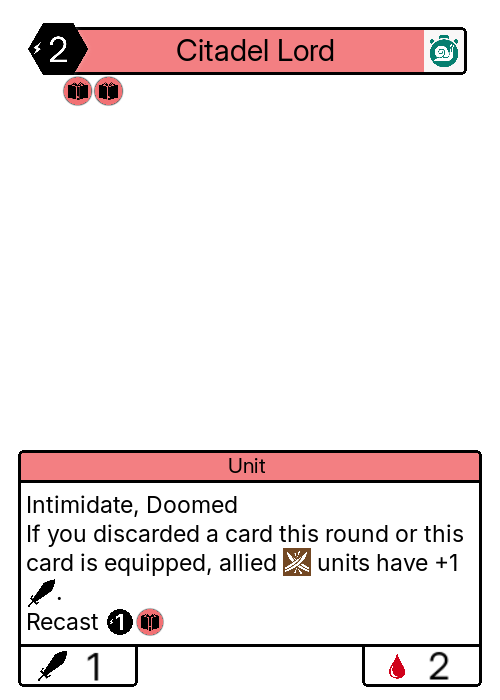 2 Citadel Lord
Unit
Intimidate, Doomed
If you discarded a card this round or this
card is equipped, allied units have +1
.
Recast 1
1 2